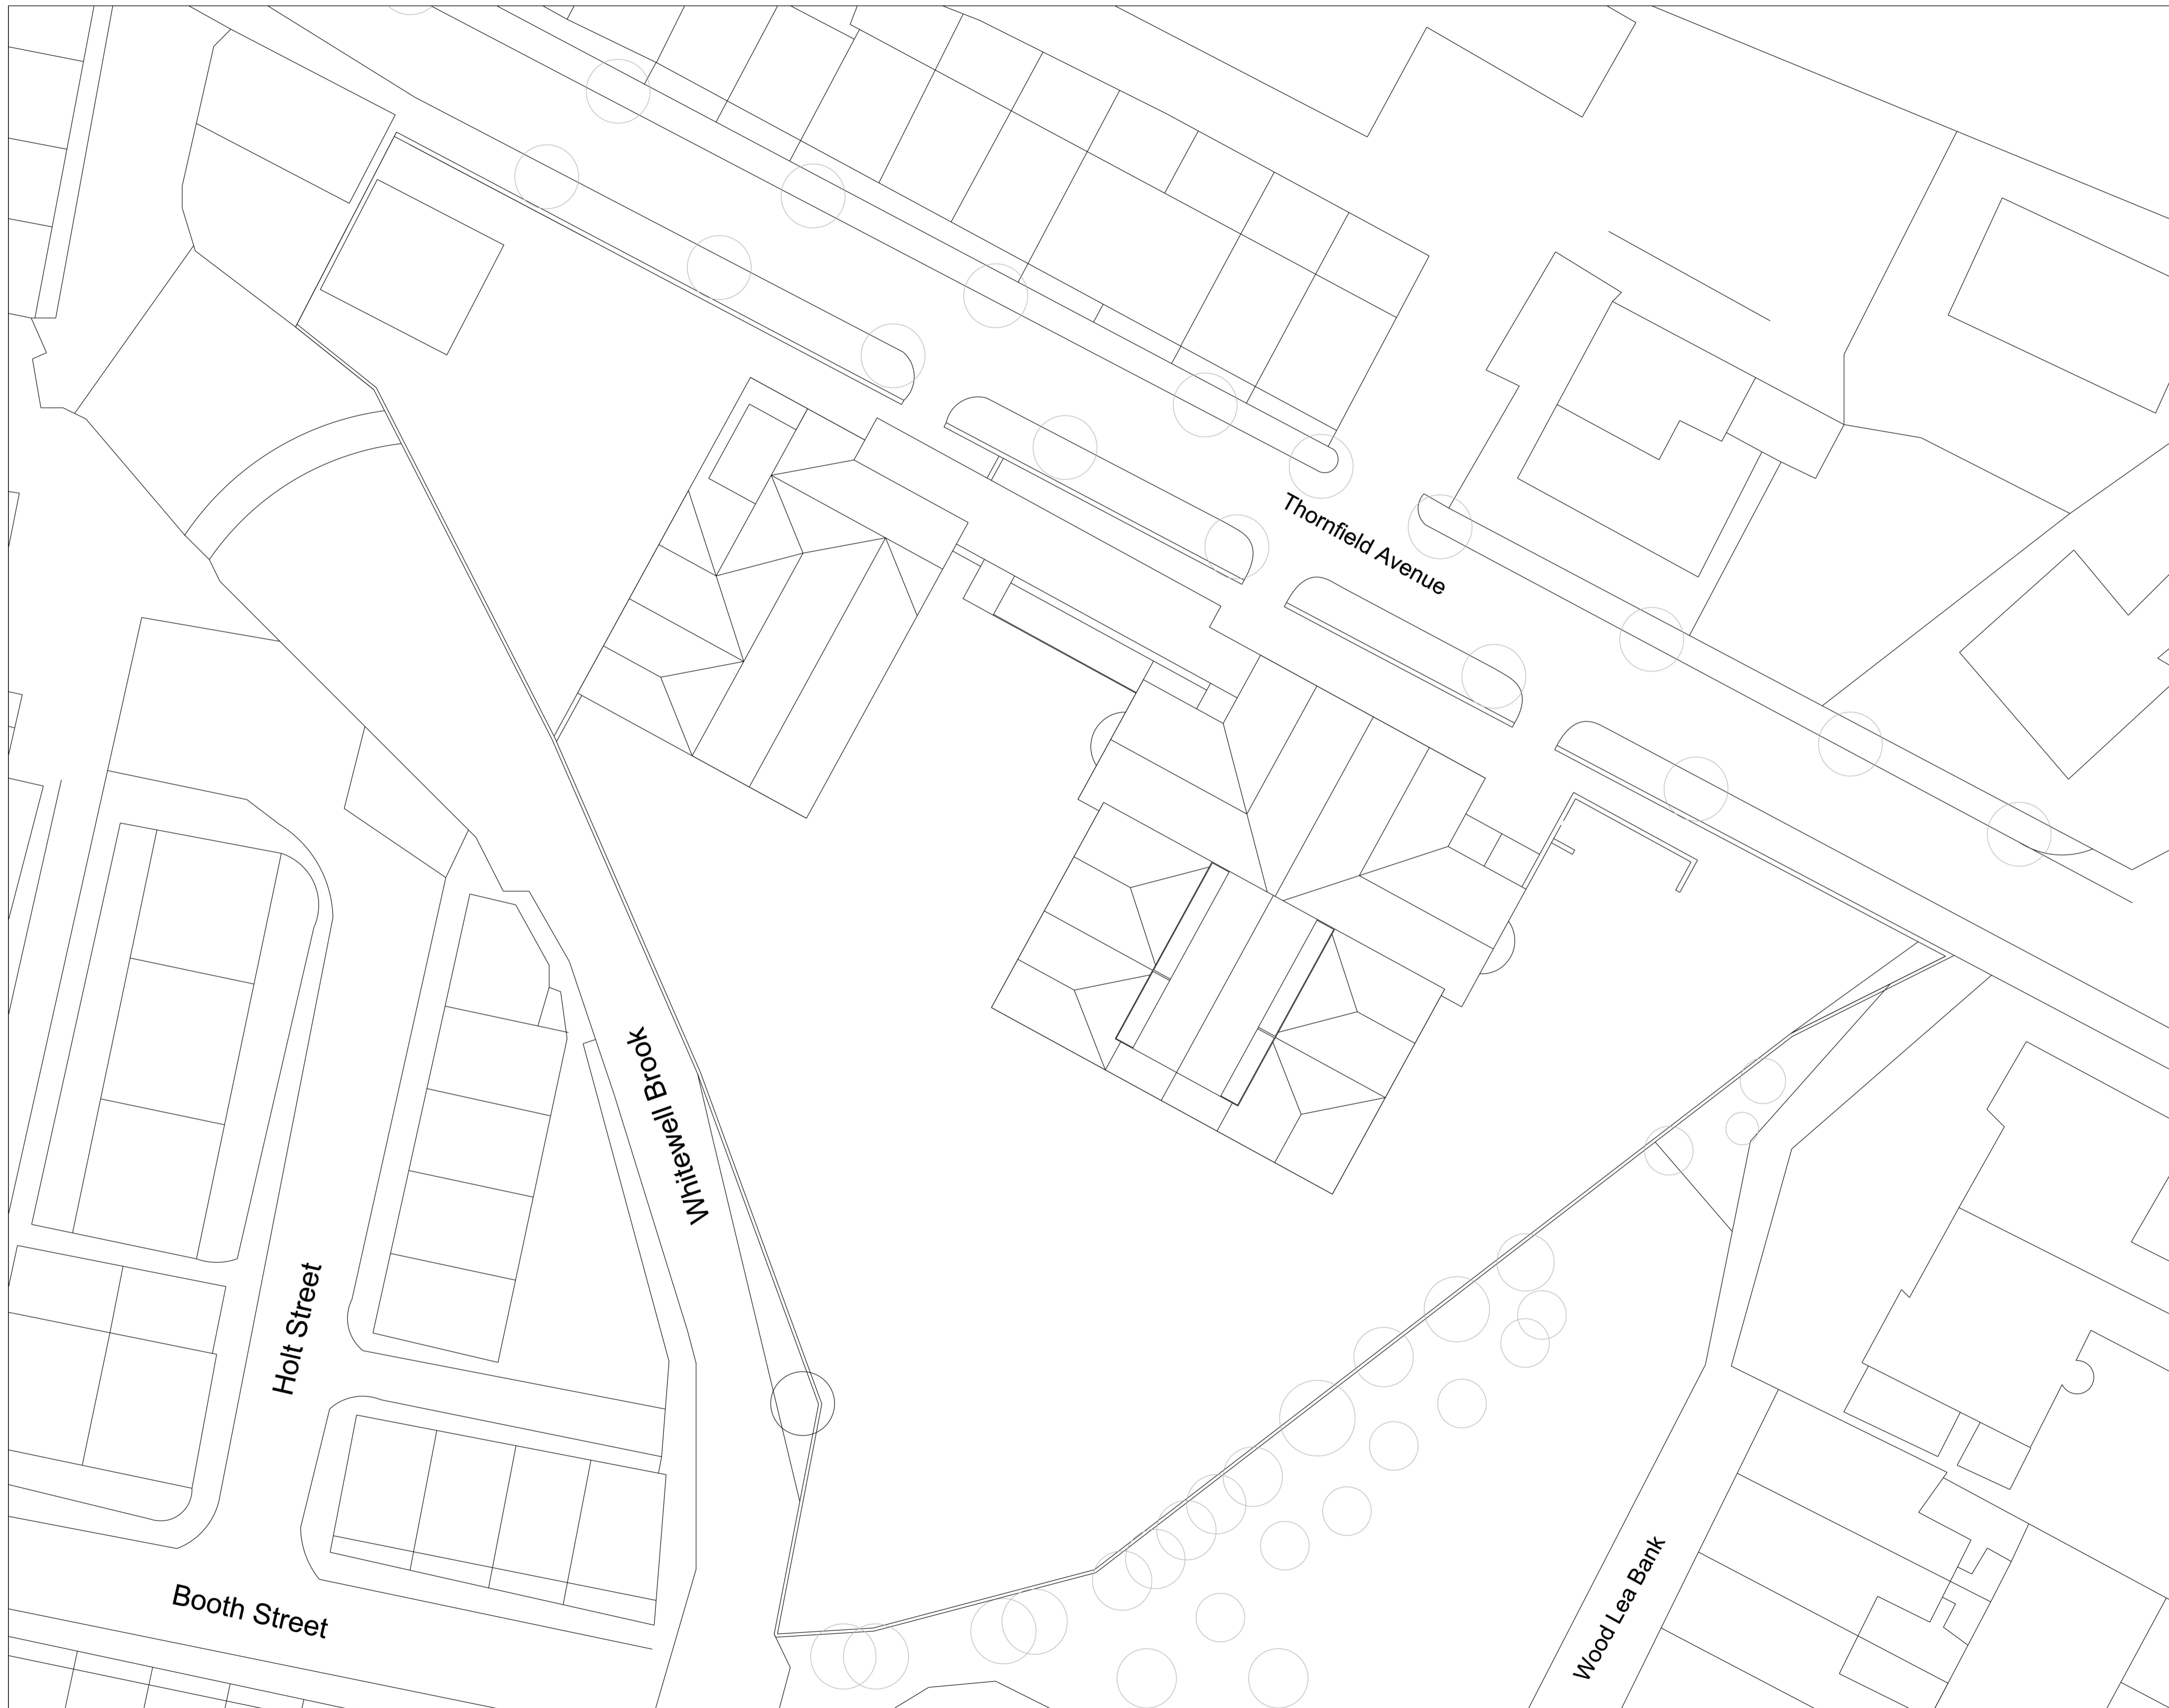 Thornfield Avenue
Whitewell Brook
Holt Street
Booth Street
Wood Lea Bank